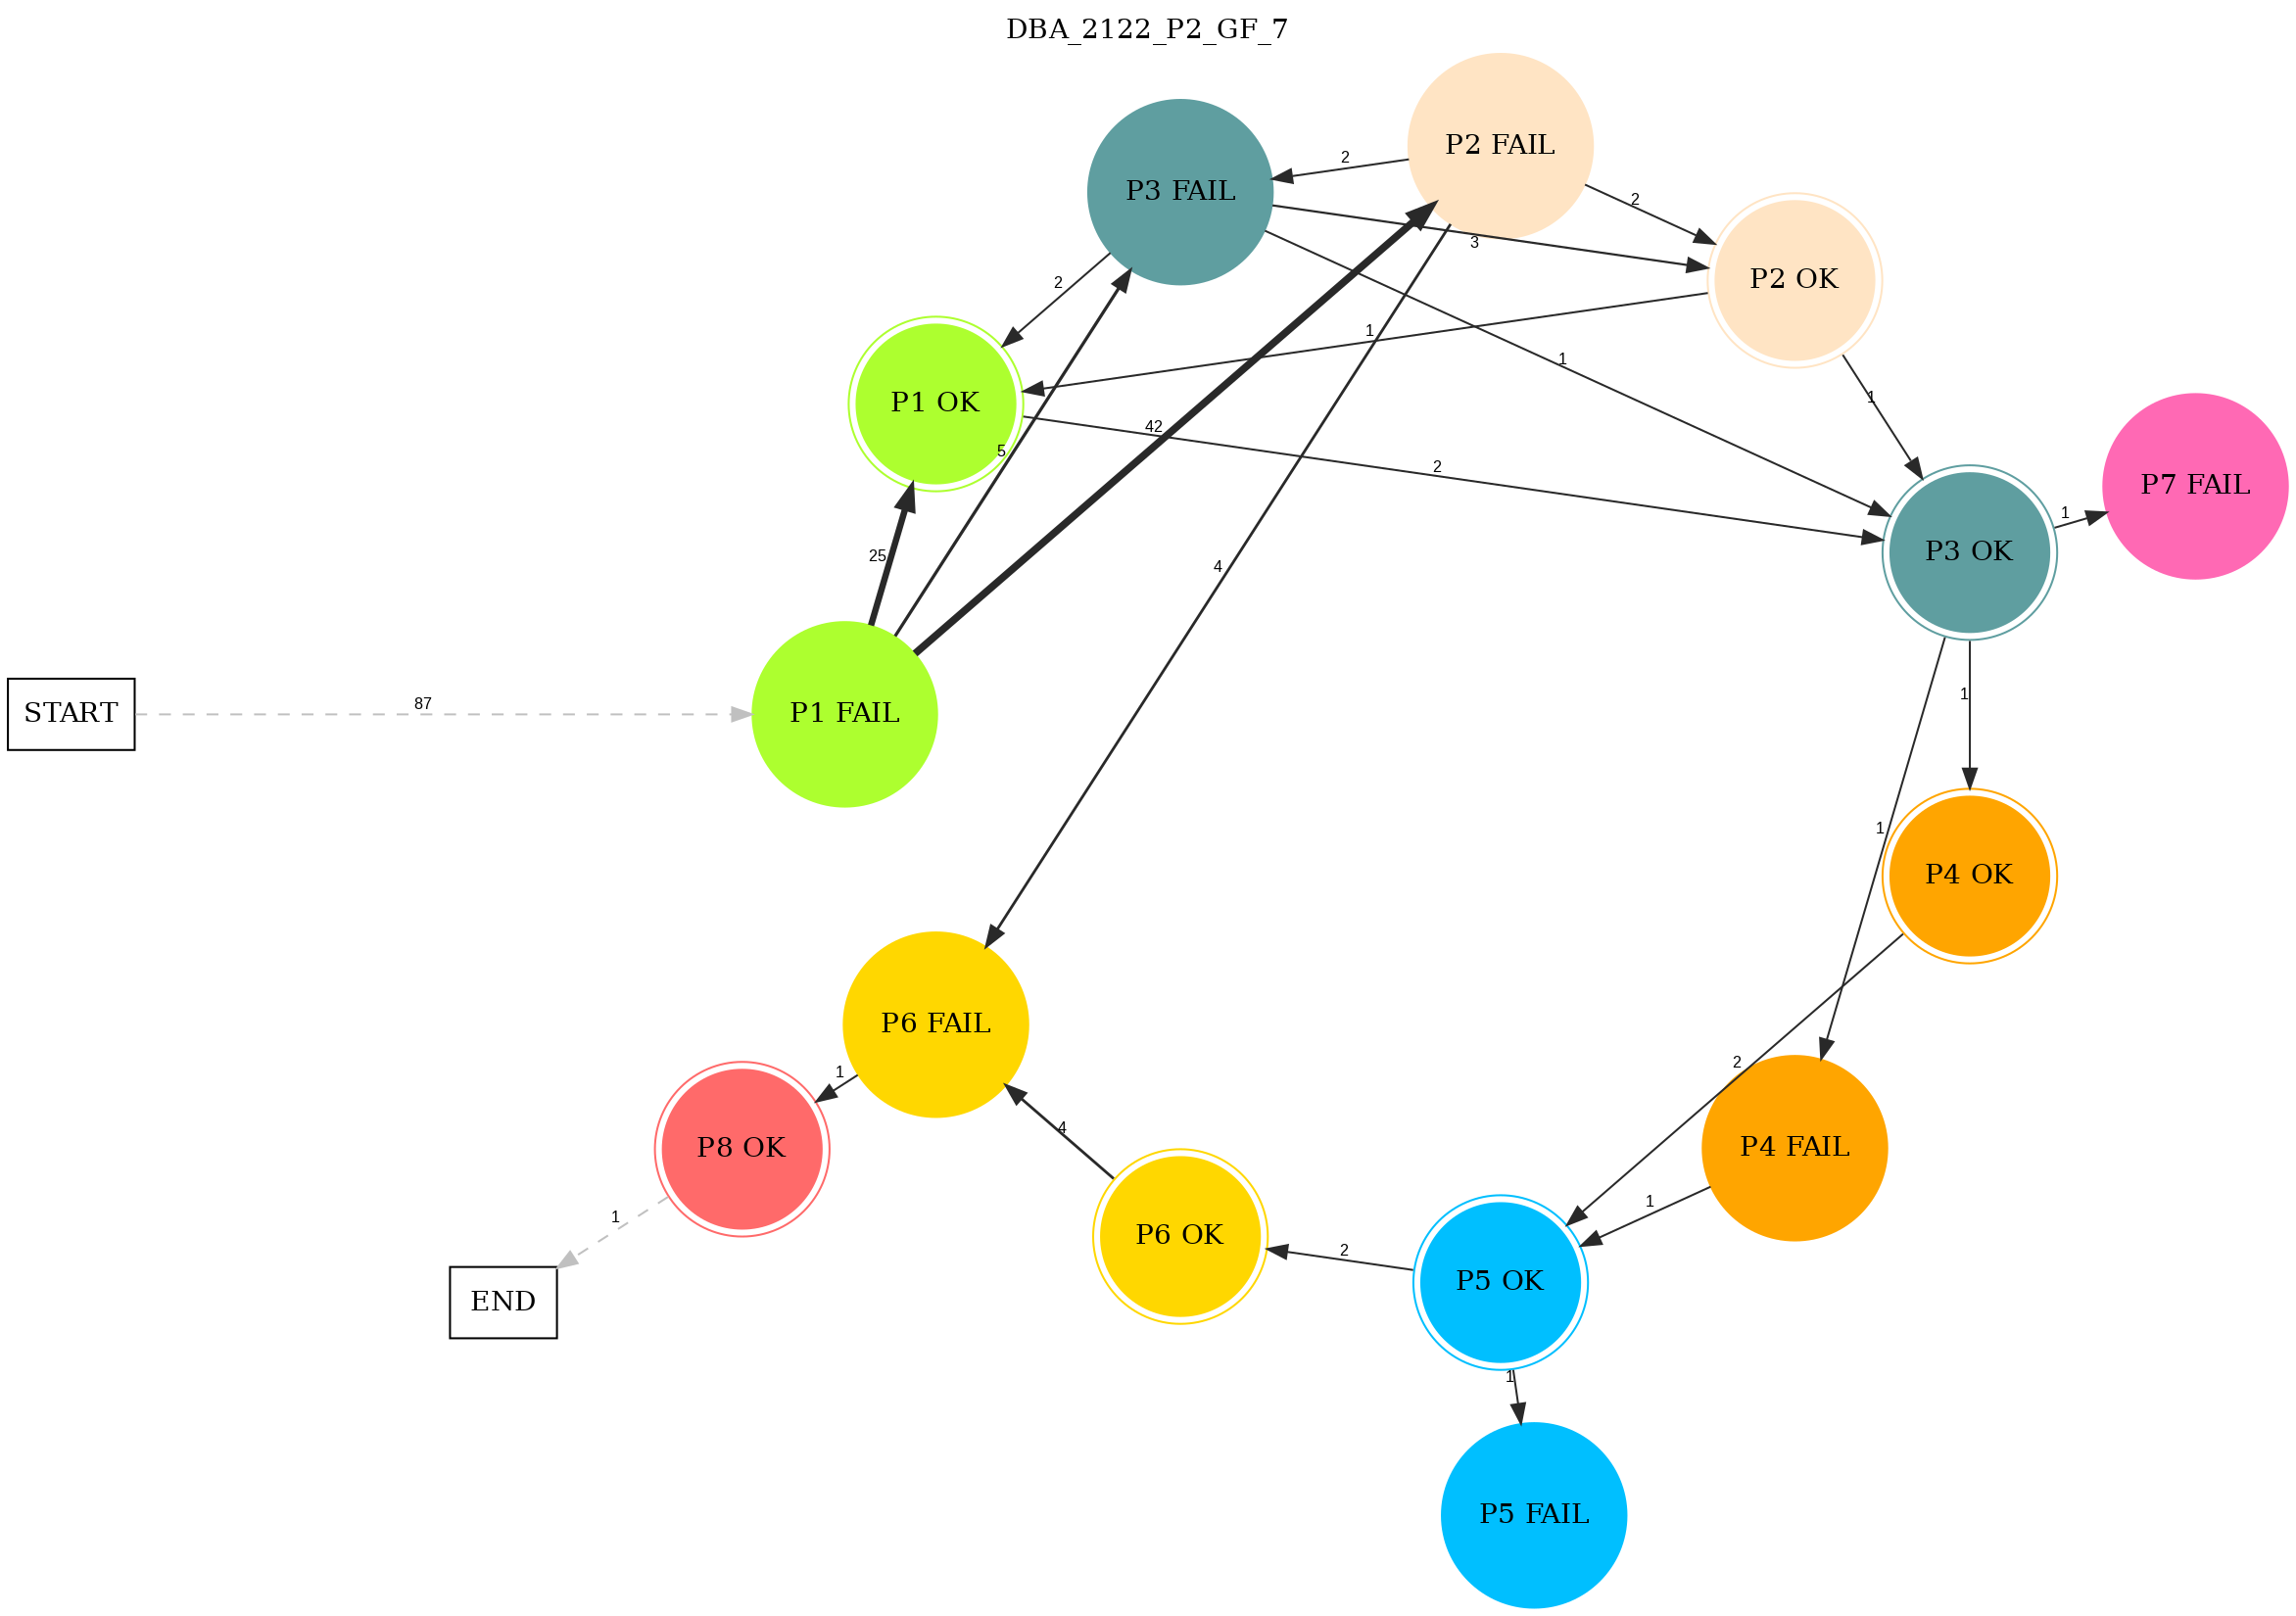 DBA_2122_P2_GF_7
P2 FAIL
2
P3 FAIL
2
3
P2 OK
2
1
1
P1 OK
1
42
5
2
P7 FAIL
1
P3 OK
25
4
1
START
87
P1 FAIL
1
P4 OK
P6 FAIL
2
1
4
P8 OK
P4 FAIL
1
1
P6 OK
2
P5 OK
END
1
P5 FAIL